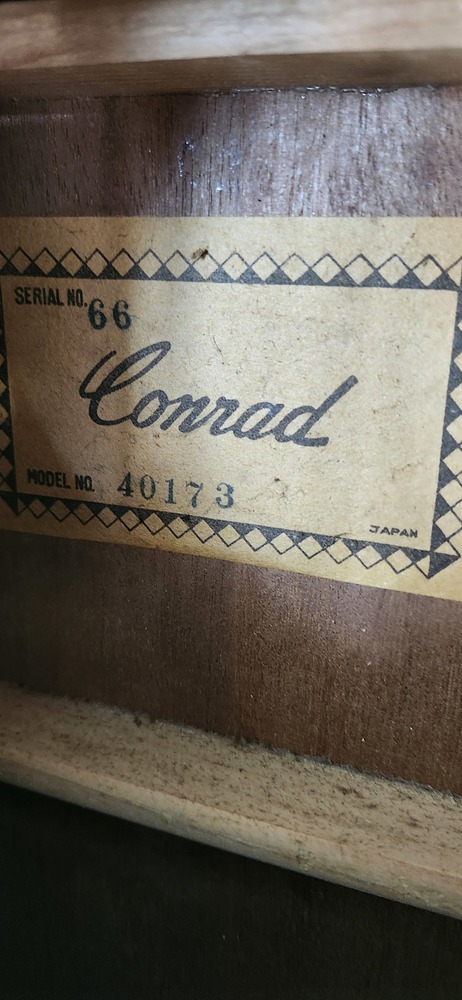 SERIAL NO. 66
Conrad
MODEL NO. 40173
JAPAN